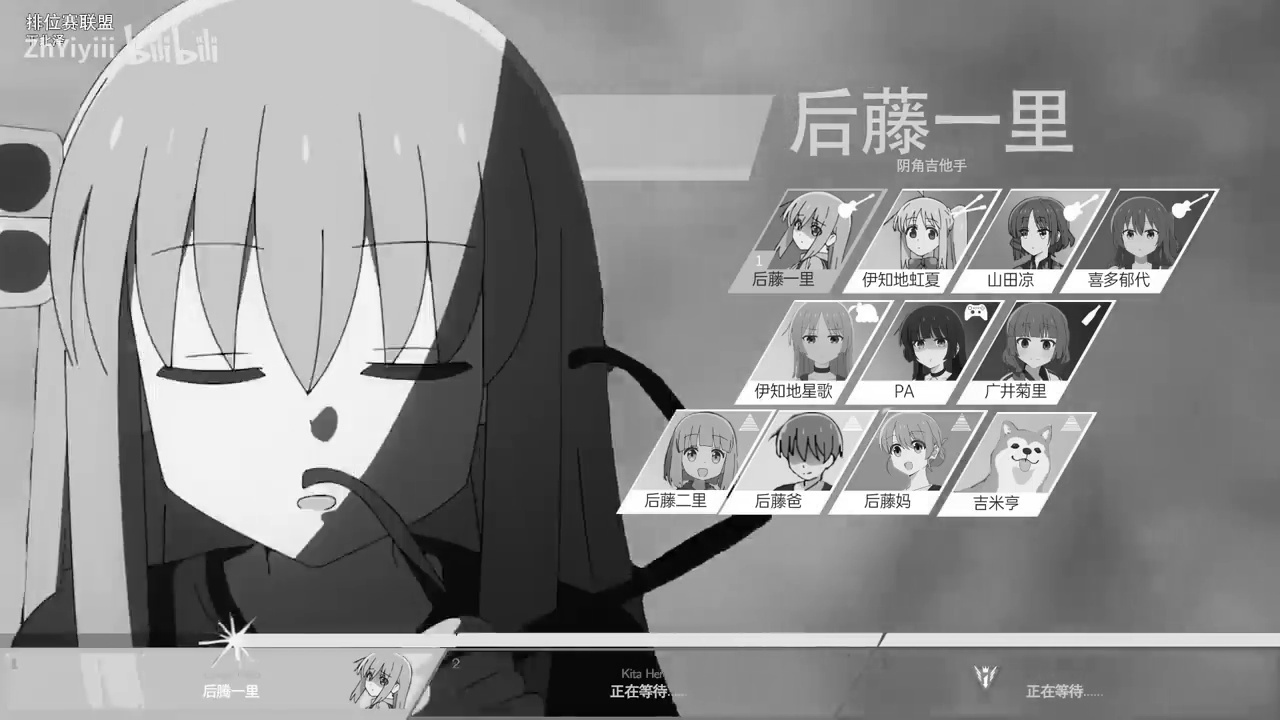 排位赛联盟
ZhYiyiii bilibili
后藤一里
阴角吉他手
1
后藤一里
伊知地虹夏
山田凉
喜多郁代
伊知地星歌
PA
广井菊里
后藤二里
后藤爸
后藤妈
吉米亨
1
后腾一里
2
Kita Her
正在等待......
正在等待......